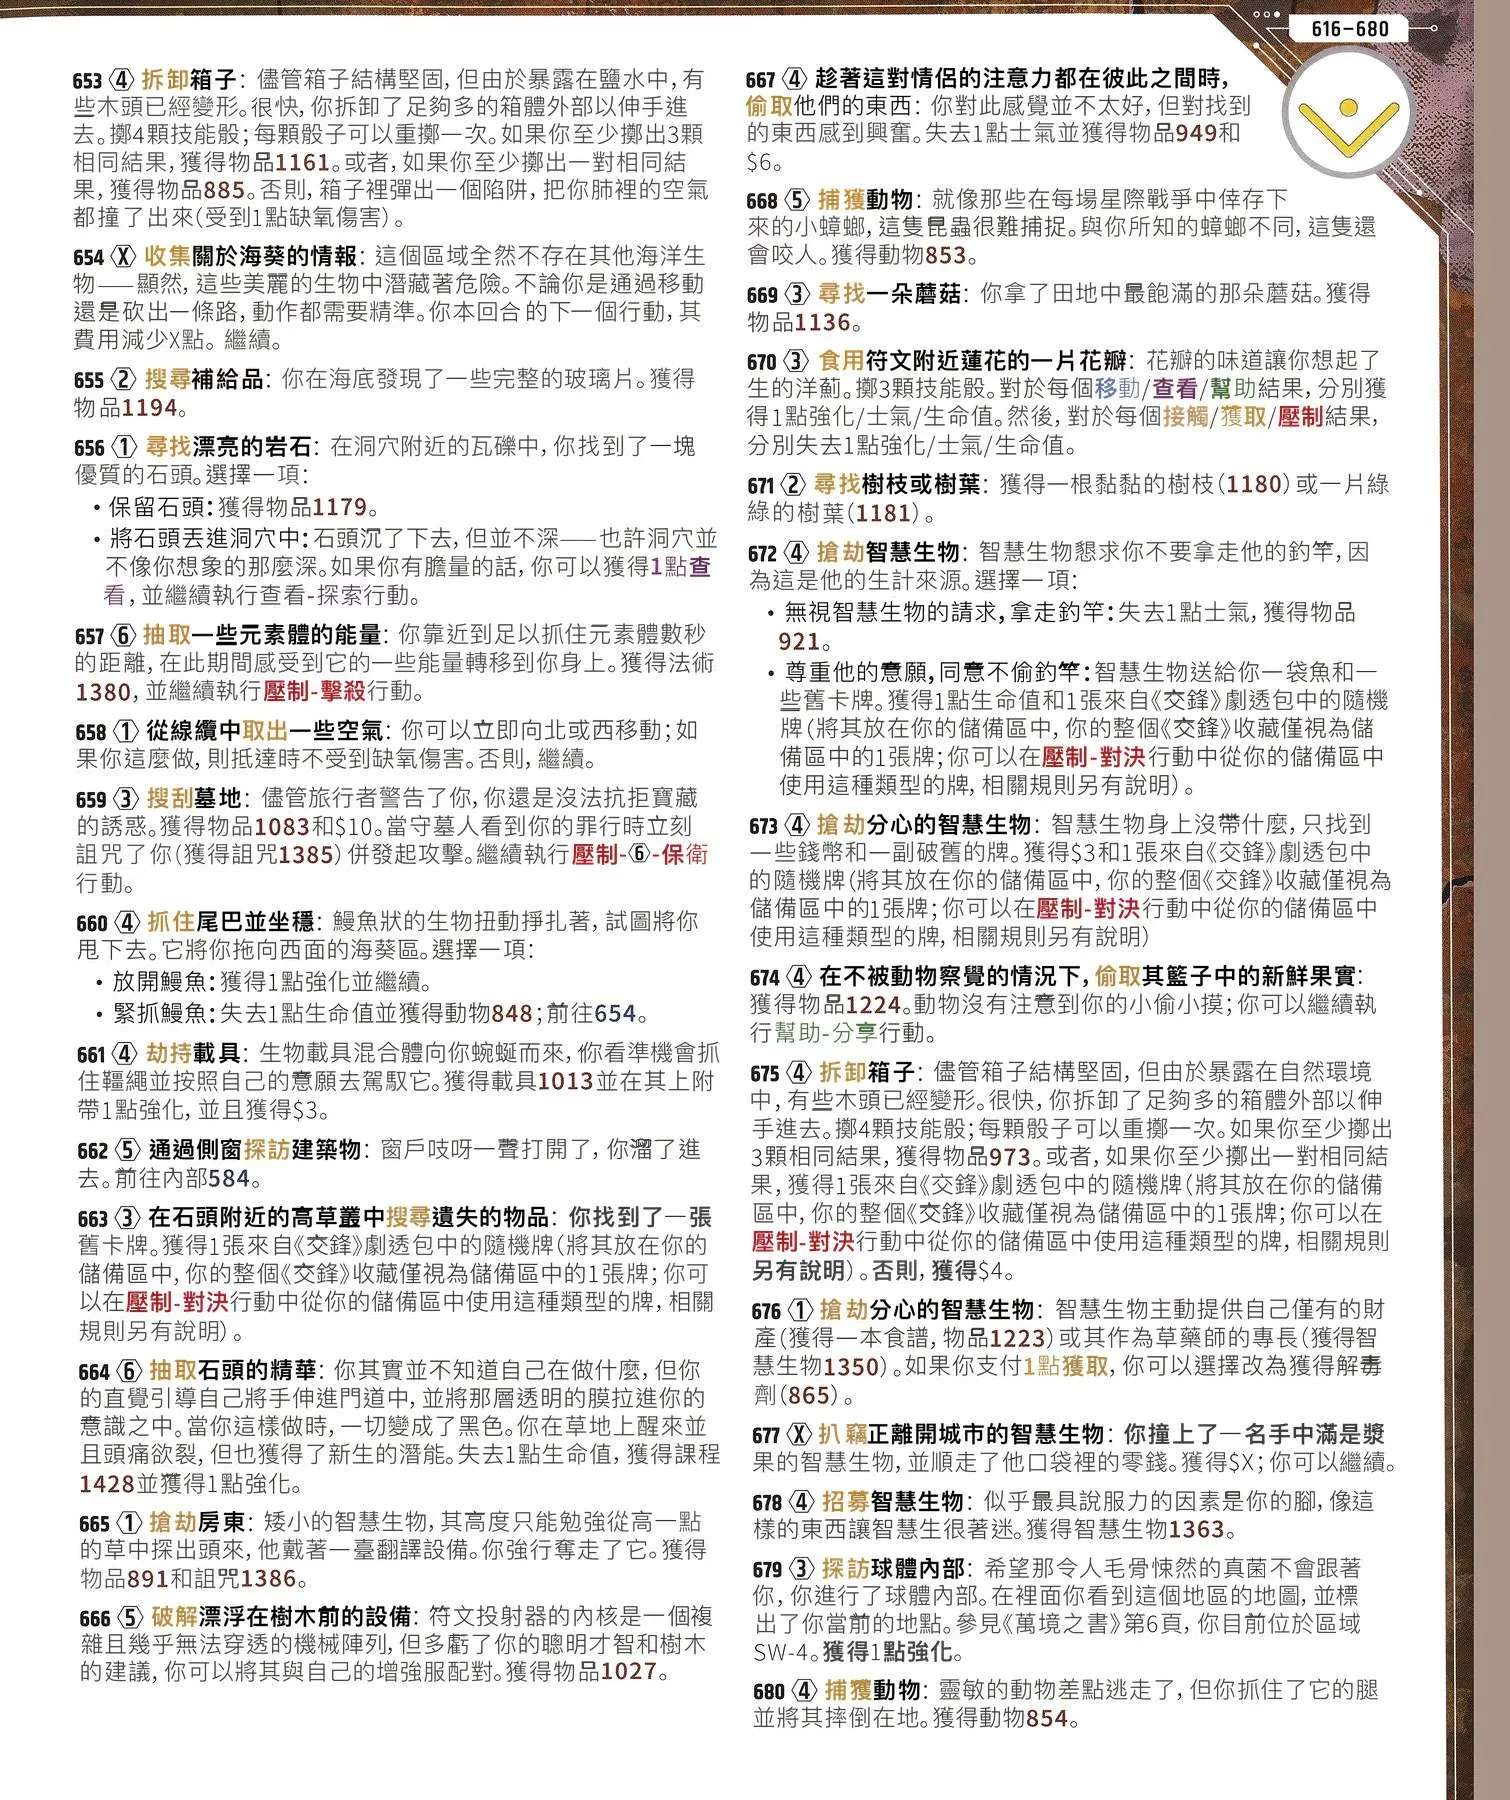 616–680
653 ④ 拆卸箱子：儘管箱子結構堅固，但由於暴露在鹽水中，有
些木頭已經變形。很快，你拆卸了足夠多的箱體外部以伸手進
去。擲4顆技能骰；每顆骰子可以重擲一次。如果你至少擲出3顆
相同結果，獲得物品1161。或者，如果你至少擲出一對相同結
果，獲得物品885。否則，箱子裡彈出一個陷阱，把你肺裡的空氣
都撞了出來（受到1點缺氧傷害）。
654 Ⓧ 收集關於海葵的情報：這個區域全然不存在其他海洋生
物——顯然，這些美麗的生物中潛藏著危險。不論你是通過移動
還是砍出一條路，動作都需要精準。你本回合的下一個行動，其
費用減少X點。繼續。
655 ② 搜尋補給品：你在海底發現了一些完整的玻璃片。獲得
物品1194。
656 ① 尋找漂亮的岩石：在洞穴附近的瓦礫中，你找到了一塊
優質的石頭。選擇一項：
• 保留石頭：獲得物品1179。
• 將石頭丟進洞穴中：石頭沉了下去，但並不深——也許洞穴並
不像你想象的那麼深。如果你有膽量的話，你可以獲得1點查
看，並繼續執行查看-探索行動。
657 ⑥ 抽取一些元素體的能量：你靠近到足以抓住元素體數秒
的距離，在此期間感受到它的一些能量轉移到你身上。獲得法術
1380，並繼續執行壓制-擊殺行動。
658 ① 從線纜中取出一些空氣：你可以立即向北或西移動；如
果你這麼做，則抵達時不受到缺氧傷害。否則，繼續。
659 ③ 搜刮墓地：儘管旅行者警告了你，你還是沒法抗拒寶藏
的誘惑。獲得物品1083和$10。當守墓人看到你的罪行時立刻
詛咒了你（獲得詛咒1385）併發起攻擊。繼續執行壓制-⑥-保衛
行動。
660 ④ 抓住尾巴並坐穩：鰻魚狀的生物扭動掙扎著，試圖將你
甩下去。它將你拖向西面的海葵區。選擇一項：
• 放開鰻魚：獲得1點強化並繼續。
• 緊抓鰻魚：失去1點生命值並獲得動物848；前往654。
661 ④ 劫持載具：生物載具混合體向你蜿蜒而來，你看準機會抓
住韁繩並按照自己的意願去駕馭它。獲得載具1013並在其上附
帶1點強化，並且獲得$3。
662 ⑤ 通過側窗探訪建築物：窗戶吱呀一聲打開了，你溜了進
去。前往內部584。
663 ③ 在石頭附近的高草叢中搜尋遺失的物品：你找到了一張
舊卡牌。獲得1張來自《交鋒》劇透包中的隨機牌（將其放在你的
儲備區中，你的整個《交鋒》收藏僅視為儲備區中的1張牌；你可
以在壓制-對決行動中從你的儲備區中使用這種類型的牌，相關
規則另有說明）。
664 ⑥ 抽取石頭的精華：你其實並不知道自己在做什麼，但你
的直覺引導自己將手伸進門道中，並將那層透明的膜拉進你的
意識之中。當你這樣做時，一切變成了黑色。你在草地上醒來並
且頭痛欲裂，但也獲得了新生的潛能。失去1點生命值，獲得課程
1428並獲得1點強化。
665 ① 搶劫房東：矮小的智慧生物，其高度只能勉強從高一點
的草中探出頭來，他戴著一臺翻譯設備。你強行奪走了它。獲得
物品891和詛咒1386。
666 ⑤ 破解漂浮在樹木前的設備：符文投射器的內核是一個複
雜且幾乎無法穿透的機械陣列，但多虧了你的聰明才智和樹木
的建議，你可以將其與自己的增強服配對。獲得物品1027。
667 ④ 趁著這對情侶的注意力都在彼此之間時，
偷取他們的東西：你對此感覺並不太好，但對找到
的東西感到興奮。失去1點士氣並獲得物品949和
$6。
668 ⑤ 捕獲動物：就像那些在每場星際戰爭中倖存下
來的小蟑螂，這隻昆蟲很難捕捉。與你所知的蟑螂不同，這隻還
會咬人。獲得動物853。
669 ③ 尋找一朵蘑菇：你拿了田地中最飽滿的那朵蘑菇。獲得
物品1136。
670 ③ 食用符文附近蓮花的一片花瓣：花瓣的味道讓你想起了
生的洋薊。擲3顆技能骰。對於每個移動/查看/幫助結果，分別獲
得1點強化/士氣/生命值。然後，對於每個接觸/獲取/壓制結果，
分別失去1點強化/士氣/生命值。
671 ② 尋找樹枝或樹葉：獲得一根黏黏的樹枝（1180）或一片綠
綠的樹葉（1181）。
672 ④ 搶劫智慧生物：智慧生物懇求你不要拿走他的釣竿，因
為這是他的生計來源。選擇一項：
• 無視智慧生物的請求，拿走釣竿：失去1點士氣，獲得物品
921。
• 尊重他的意願，同意不偷釣竿：智慧生物送給你一袋魚和一
些舊卡牌。獲得1點生命值和1張來自《交鋒》劇透包中的隨機
牌（將其放在你的儲備區中，你的整個《交鋒》收藏僅視為儲
備區中的1張牌；你可以在壓制-對決行動中從你的儲備區中
使用這種類型的牌，相關規則另有說明）。
673 ④ 搶劫分心的智慧生物：智慧生物身上沒帶什麼，只找到
一些錢幣和一副破舊的牌。獲得$3和1張來自《交鋒》劇透包中
的隨機牌（將其放在你的儲備區中，你的整個《交鋒》收藏僅視為
儲備區中的1張牌；你可以在壓制-對決行動中從你的儲備區中
使用這種類型的牌，相關規則另有說明）
674 ④ 在不被動物察覺的情況下，偷取其籃子中的新鮮果實：
獲得物品1224。動物沒有注意到你的小偷小摸；你可以繼續執
行幫助-分享行動。
675 ④ 拆卸箱子：儘管箱子結構堅固，但由於暴露在自然環境
中，有些木頭已經變形。很快，你拆卸了足夠多的箱體外部以伸
手進去。擲4顆技能骰；每顆骰子可以重擲一次。如果你至少擲出
3顆相同結果，獲得物品973。或者，如果你至少擲出一對相同結
果，獲得1張來自《交鋒》劇透包中的隨機牌（將其放在你的儲備
區中，你的整個《交鋒》收藏僅視為儲備區中的1張牌；你可以在
壓制-對決行動中從你的儲備區中使用這種類型的牌，相關規則
另有說明）。否則，獲得$4。
676 ① 搶劫分心的智慧生物：智慧生物主動提供自己僅有的財
產（獲得一本食譜，物品1223）或其作為草藥師的專長（獲得智
慧生物1350）。如果你支付1點獲取，你可以選擇改為獲得解毒
劑（865）。
677 Ⓧ 扒竊正離開城市的智慧生物：你撞上了一名手中滿是漿
果的智慧生物，並順走了他口袋裡的零錢。獲得$X；你可以繼續。
678 ④ 招募智慧生物：似乎最具說服力的因素是你的腳，像這
樣的東西讓智慧生很著迷。獲得智慧生物1363。
679 ③ 探訪球體內部：希望那令人毛骨悚然的真菌不會跟著
你，你進行了球體內部。在裡面你看到這個地區的地圖，並標
出了你當前的地點。參見《萬境之書》第6頁，你目前位於區域
SW-4。獲得1點強化。
680 ④ 捕獲動物：靈敏的動物差點逃走了，但你抓住了它的腿
並將其摔倒在地。獲得動物854。